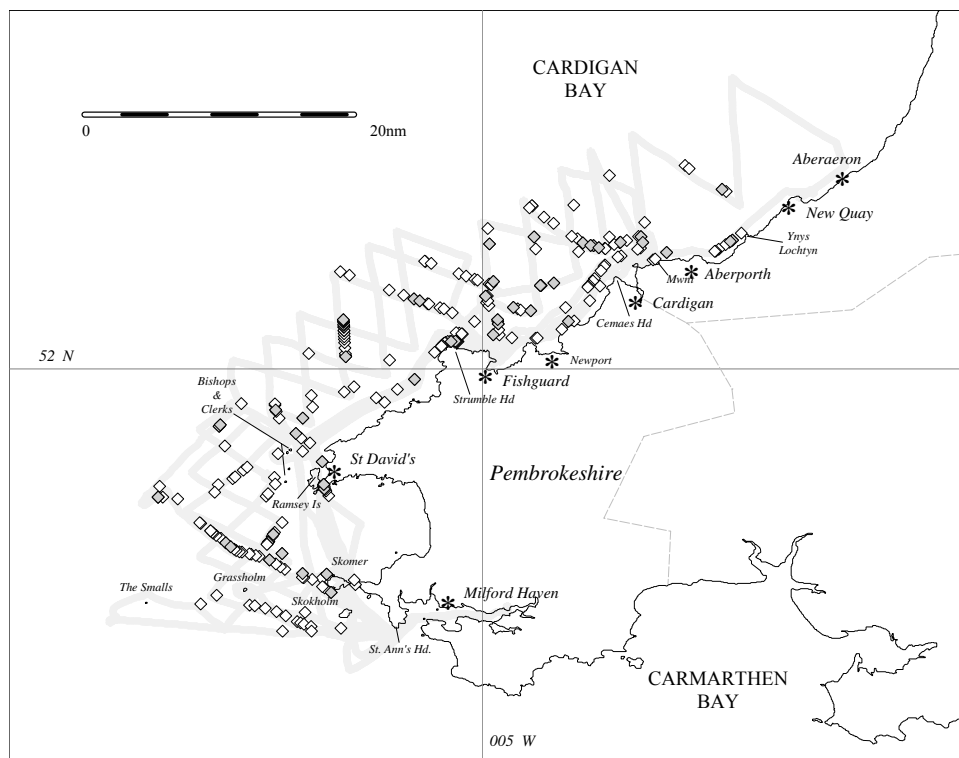 CARDIGAN
BAY
0
20nm
Aberaeron
New Quay
Ynys
Lochtyn
Aberporth
Mwnt
Cardigan
Cemaes Hd
52 N
Newport
Fishguard
Strumble Hd
Bishops
&
Clerks
St David's
Pembrokeshire
Ramsey Is
Skomer
Grassholm
The Smalls
Skokholm
Milford Haven
St. Ann's Hd.
CARMARTHEN
BAY
005 W